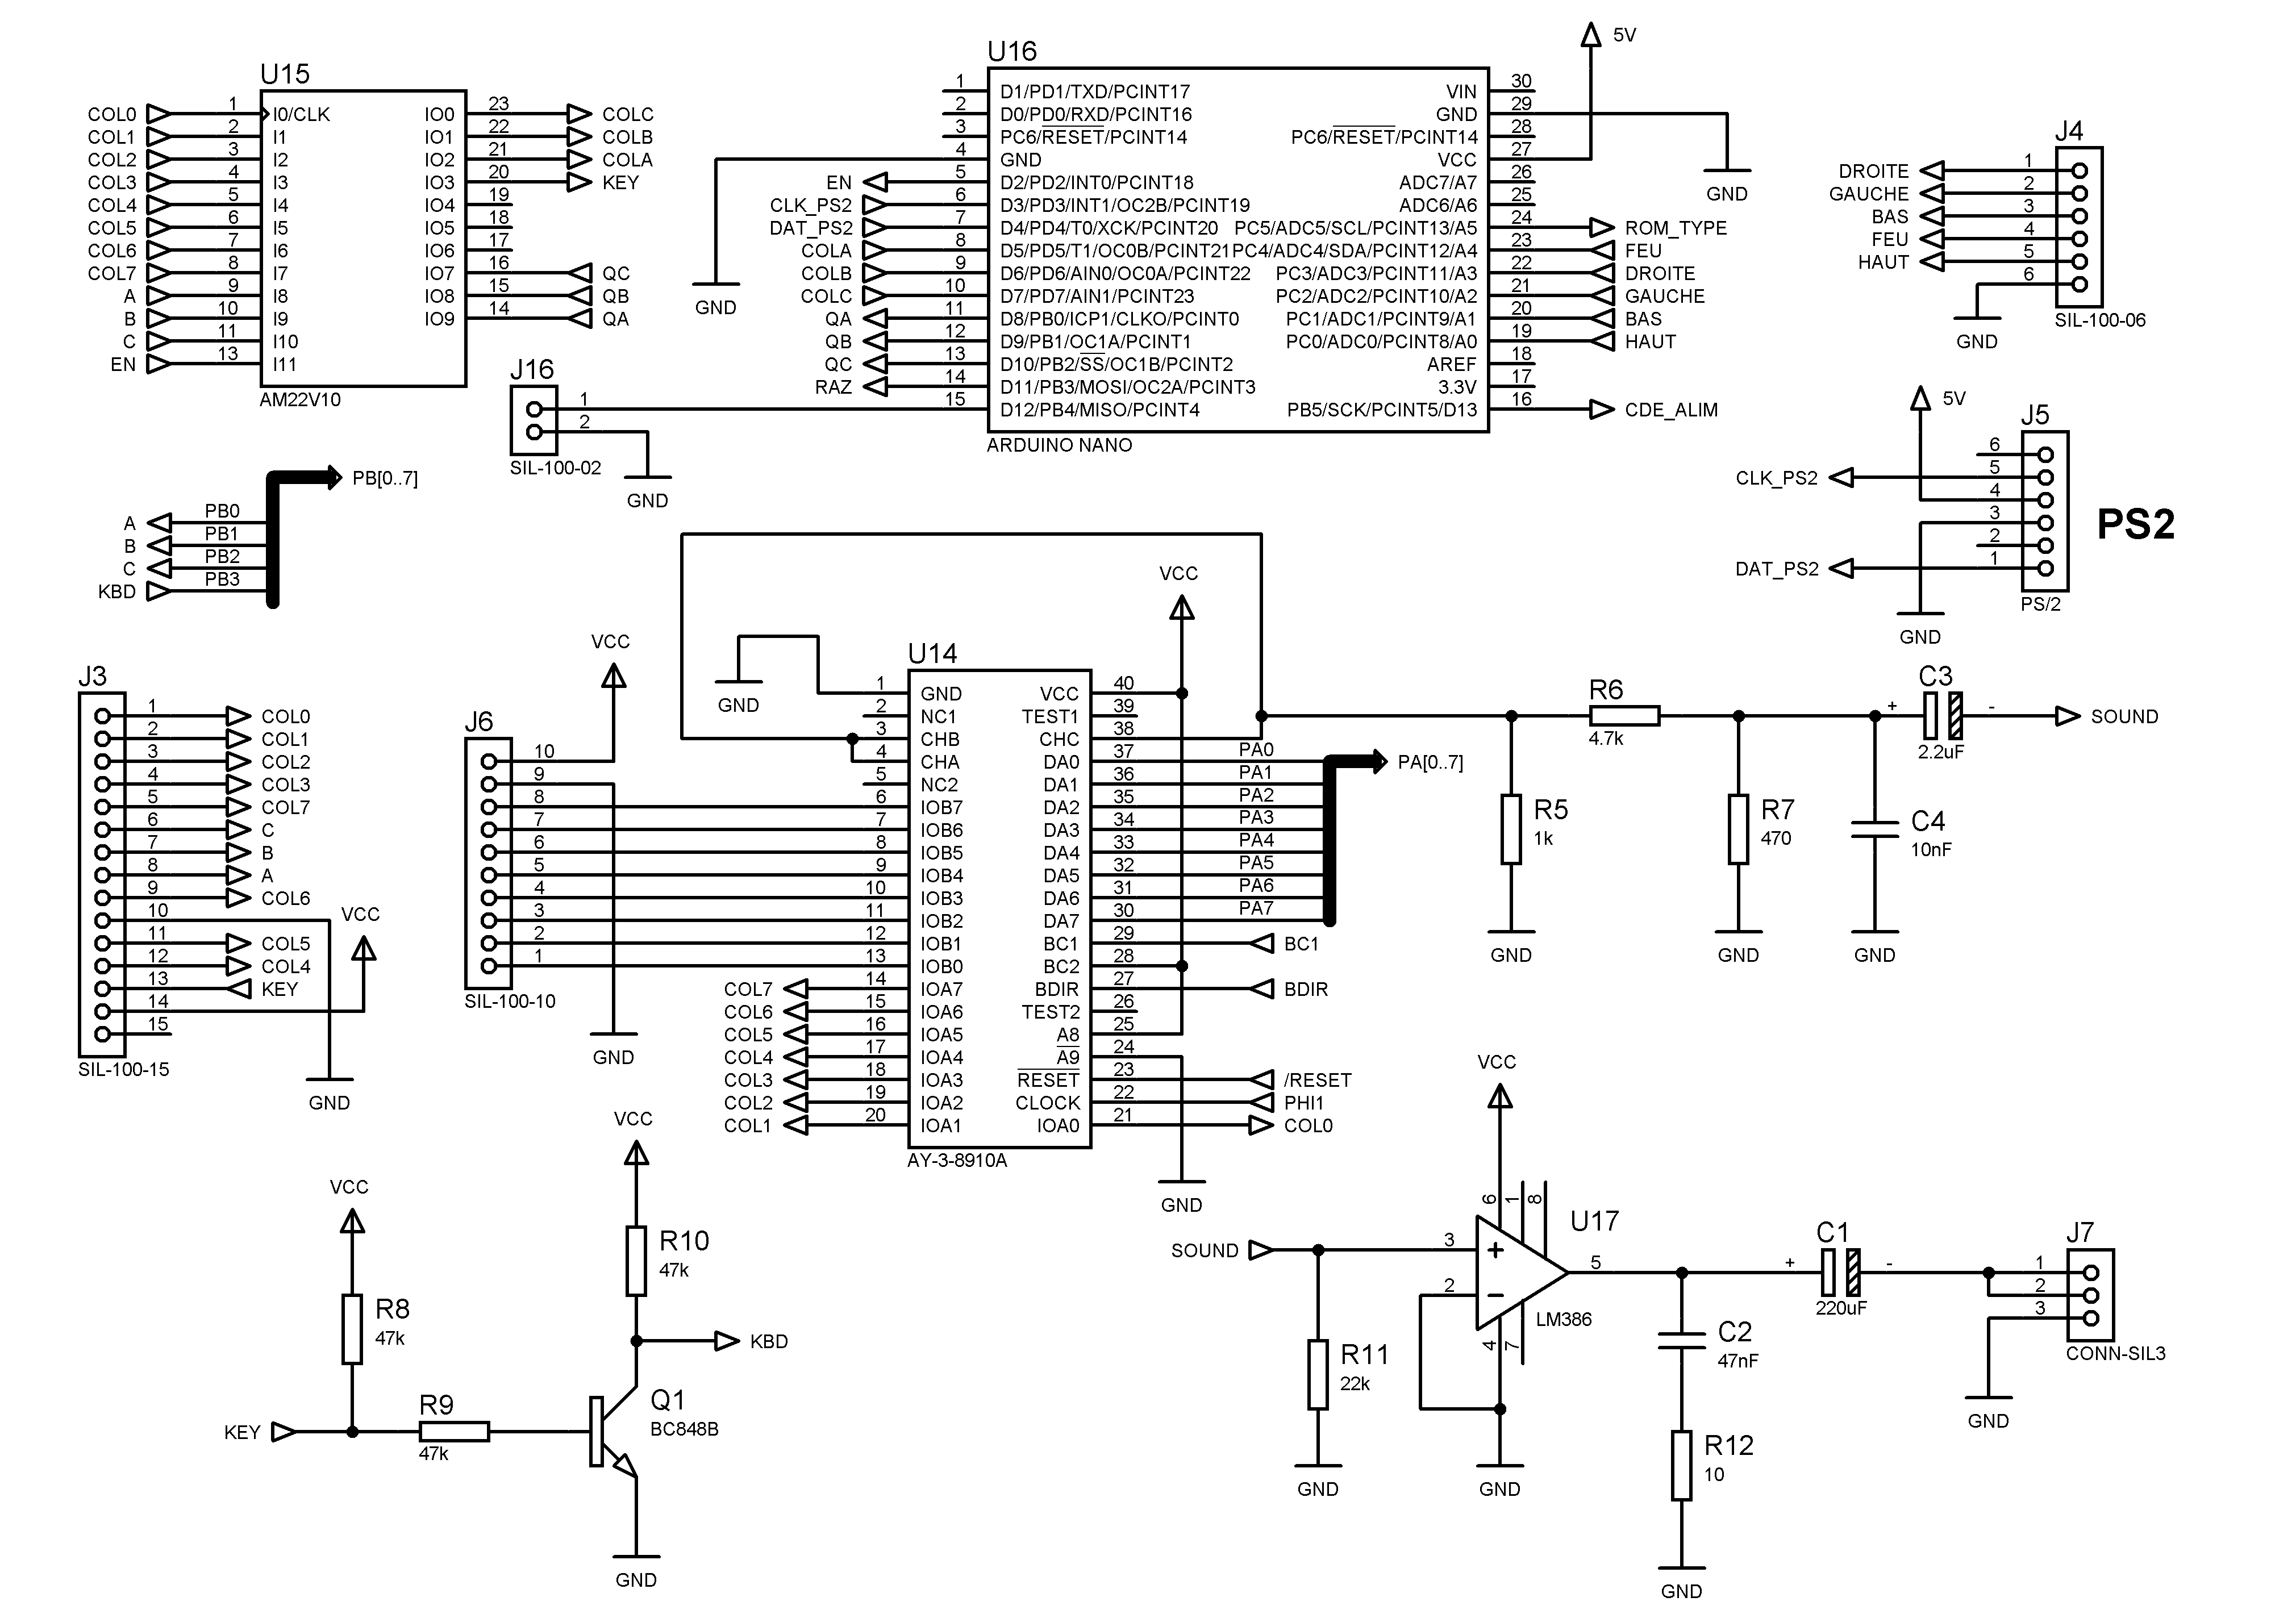 U15
COL0 1 I0/CLK IO0 23 COLC
COL1 2 I1 IO1 22 COLB
COL2 3 I2 IO2 21 COLA
COL3 4 I3 IO3 20 KEY
COL4 5 I4 IO4 19
COL5 6 I5 IO5 18
COL6 7 I6 IO6 17
COL7 8 I7 IO7 16 QC
A 9 I8 IO8 15 QB
B 10 I9 IO9 14 QA
C 11 I10
EN 13 I11
AM22V10
U16
5V
1 D1/PD1/TXD/PCINT17 VIN 30
2 D0/PD0/RXD/PCINT16 GND 29
3 PC6/RESET/PCINT14 PC6/RESET/PCINT14 28
4 GND VCC 27
EN 5 D2/PD2/INT0/PCINT18 ADC7/A7 26
CLK_PS2 6 D3/PD3/INT1/OC2B/PCINT19 ADC6/A6 25
DAT_PS2 7 D4/PD4/T0/XCK/PCINT20 PC5/ADC5/SCL/PCINT13/A5 24 ROM_TYPE
COLA 8 D5/PD5/T1/OC0B/PCINT21 PC4/ADC4/SDA/PCINT12/A4 23 FEU
COLB 9 D6/PD6/AIN0/OC0A/PCINT22 PC3/ADC3/PCINT11/A3 22 DROITE
COLC 10 D7/PD7/AIN1/PCINT23 PC2/ADC2/PCINT10/A2 21 GAUCHE
QA 11 D8/PB0/ICP1/CLKO/PCINT0 PC1/ADC1/PCINT9/A1 20 BAS
QB 12 D9/PB1/OC1A/PCINT1 PC0/ADC0/PCINT8/A0 19 HAUT
QC 13 D10/PB2/SS/OC1B/PCINT2 AREF 18
RAZ 14 D11/PB3/MOSI/OC2A/PCINT3 3.3V 17
15 D12/PB4/MISO/PCINT4 PB5/SCK/PCINT5/D13 16 CDE_ALIM
ARDUINO NANO
GND
GND
J16
1
2
SIL-100-02
GND
J4
DROITE 1
GAUCHE 2
BAS 3
FEU 4
HAUT 5
6
SIL-100-06
GND
5V
J5
6
CLK_PS2 5
4
3
2
DAT_PS2 1
PS/2
GND
PS2
PB[0..7]
A PB0
B PB1
C PB2
KBD PB3
J3
1 COL0
2 COL1
3 COL2
4 COL3
5 COL7
6 C
7 B
8 A
9 COL6
10 VCC
11 COL5
12 COL4
13 KEY
14
15
SIL-100-15
GND
VCC
J6
10
9
8
7
6
5
4
3
2
1
SIL-100-10
GND
VCC
GND
U14
1 GND VCC 40
2 NC1 TEST1 39
3 CHB CHC 38
4 CHA DA0 37 PA0
5 NC2 DA1 36 PA1
6 IOB7 DA2 35 PA2
7 IOB6 DA3 34 PA3
8 IOB5 DA4 33 PA4
9 IOB4 DA5 32 PA5
10 IOB3 DA6 31 PA6
11 IOB2 DA7 30 PA7
12 IOB1 BC1 29 BC1
13 IOB0 BC2 28
COL7 14 IOA7 BDIR 27 BDIR
COL6 15 IOA6 TEST2 26
COL5 16 IOA5 A8 25
COL4 17 IOA4 A9 24
COL3 18 IOA3 RESET 23 /RESET
COL2 19 IOA2 CLOCK 22 PHI1
COL1 20 IOA1 IOA0 21 COL0
AY-3-8910A
GND
PA[0..7]
R6
4.7k
R5
1k
GND
R7
470
GND
C4
10nF
GND
C3
+ -
2.2uF
SOUND
VCC
R8
47k
KEY
R9
47k
VCC
R10
47k
KBD
Q1
BC848B
GND
VCC
6 1 8
U17
SOUND 3
2
5
LM386
4 7
R11
22k
GND
GND
C2
47nF
R12
10
GND
C1
+ -
220uF
J7
1
2
3
CONN-SIL3
GND